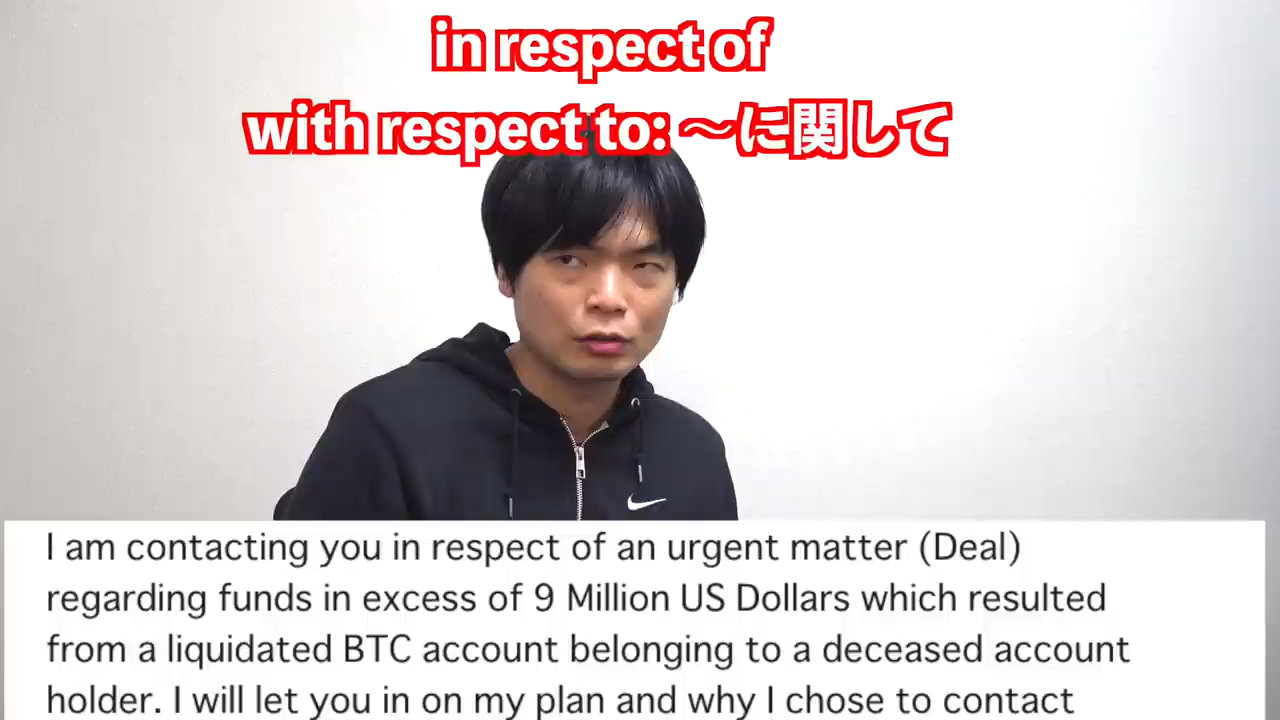 in respect of
with respect to: 〜に関して
I am contacting you in respect of an urgent matter (Deal)
regarding funds in excess of 9 Million US Dollars which resulted
from a liquidated BTC account belonging to a deceased account
holder. I will let you in on my plan and why I chose to contact